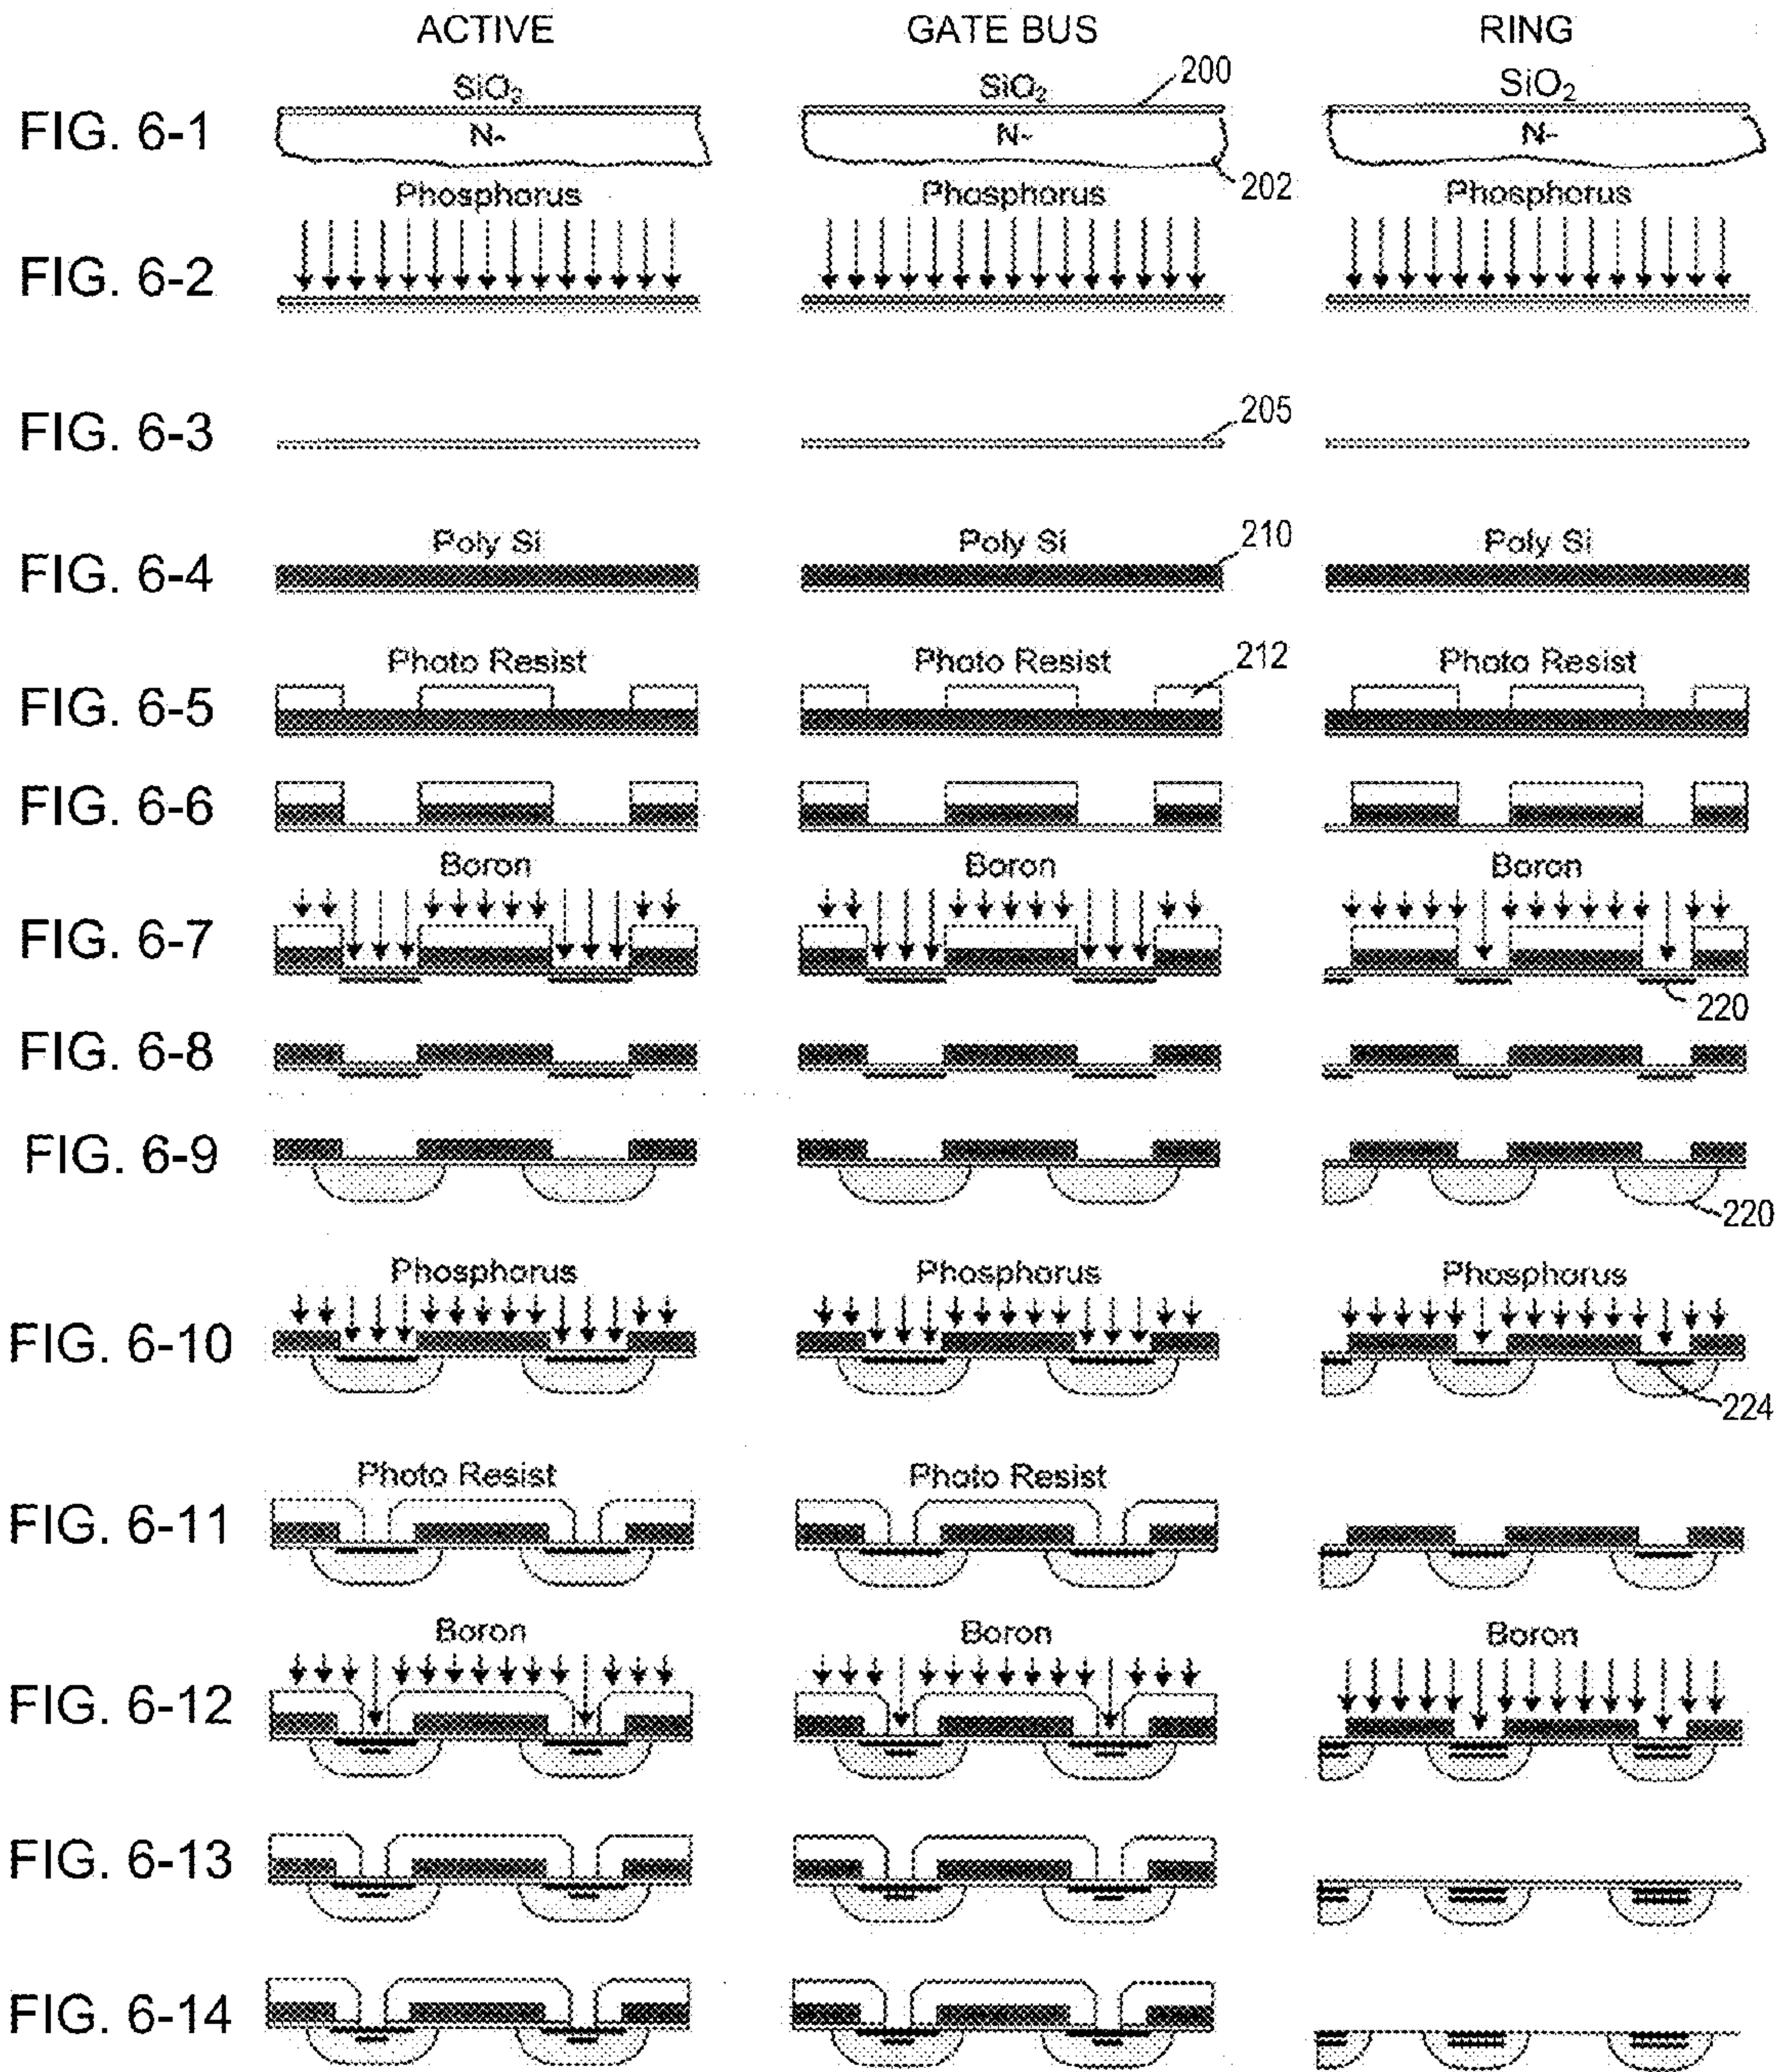 ACTIVE GATE BUS RING
FIG. 6-1 SiO3 SiO2 200 SiO2
N- N- N-
202
FIG. 6-2 Phosphorus Phosphorus Phosphorus
FIG. 6-3 205
FIG. 6-4 Poly Si Poly Si 210 Poly Si
FIG. 6-5 Photo Resist Photo Resist 212 Photo Resist
FIG. 6-6
FIG. 6-7 Boron Boron Boron
220
FIG. 6-8
FIG. 6-9
220
FIG. 6-10 Phosphorus Phosphorus Phosphorus
224
FIG. 6-11 Photo Resist Photo Resist
FIG. 6-12 Boron Boron Boron
FIG. 6-13
FIG. 6-14